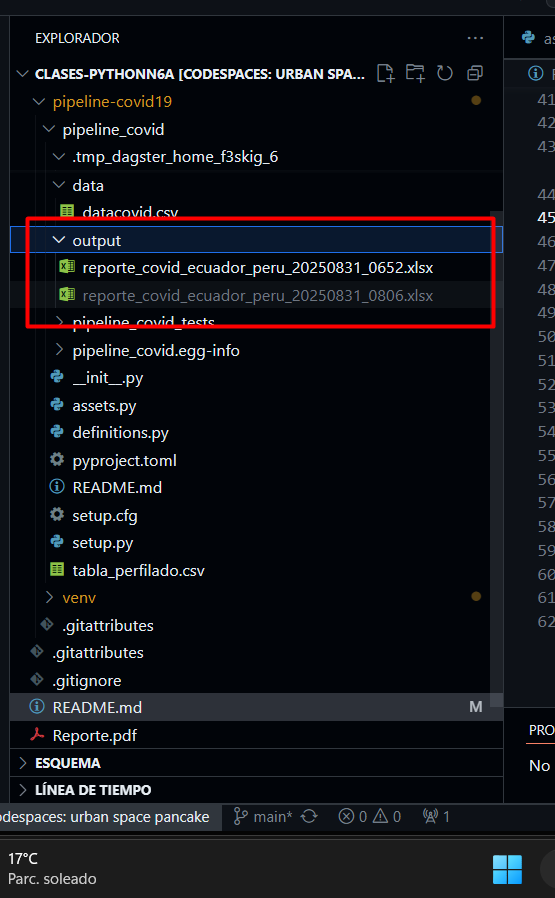 EXPLORADOR
as
CLASES-PYTHONN6A [CODESPACES: URBAN SPA...
pipeline-covid19
41
pipeline_covid
42
.tmp_dagster_home_f3skig_6
43
data
44
datacovid.csv
45
output
46
reporte_covid_ecuador_peru_20250831_0652.xlsx
47
reporte_covid_ecuador_peru_20250831_0806.xlsx
48
pipeline_covid_tests
49
pipeline_covid.egg-info
50
__init__.py
51
52
assets.py
53
definitions.py
54
pyproject.toml
55
README.md
56
57
setup.cfg
58
setup.py
59
tabla_perfilado.csv
60
venv
61
.gitattributes
62
.gitattributes
.gitignore
README.md M
Reporte.pdf
PRO
ESQUEMA
No
LÍNEA DE TIEMPO
odespaces: urban space pancake main* 0 0 1
17°C
Parc. soleado